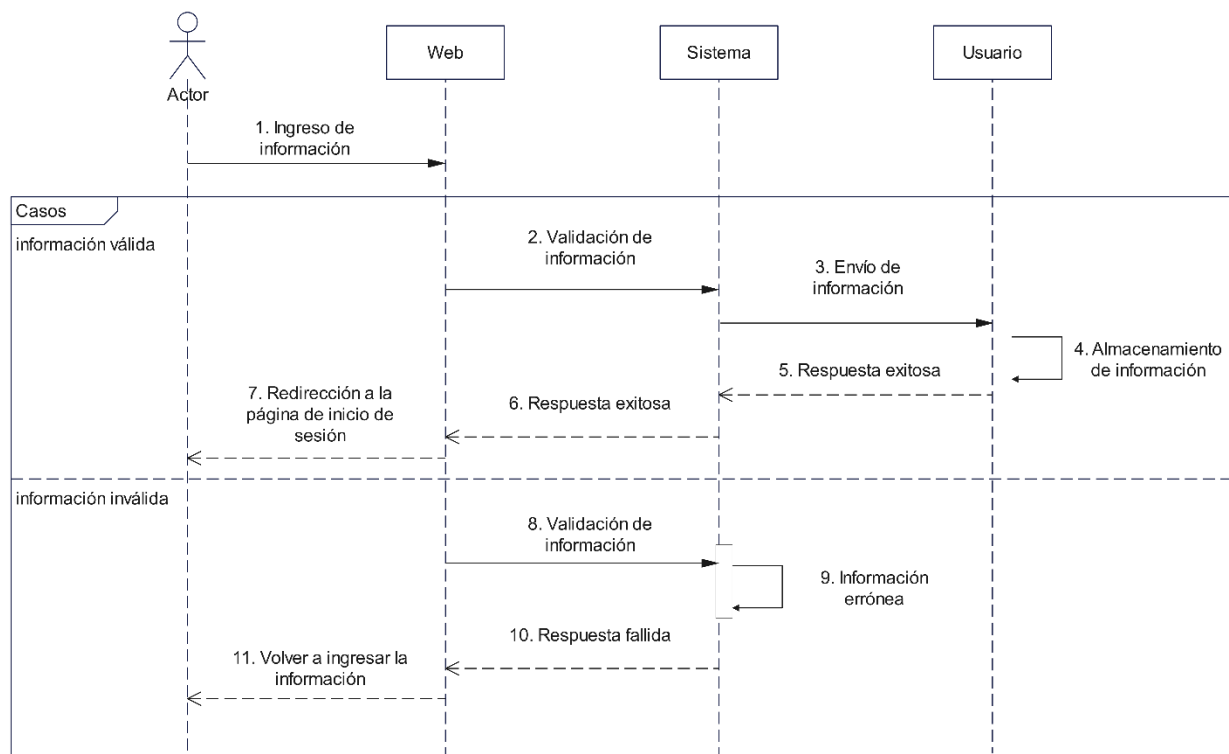 Web
Sistema
Usuario
Actor
1. Ingreso de
información
Casos
información válida
2. Validación de
información
3. Envío de
información
4. Almacenamiento
de información
5. Respuesta exitosa
6. Respuesta exitosa
7. Redirección a la
página de inicio de
sesión
información inválida
8. Validación de
información
9. Información
errónea
10. Respuesta fallida
11. Volver a ingresar la
información